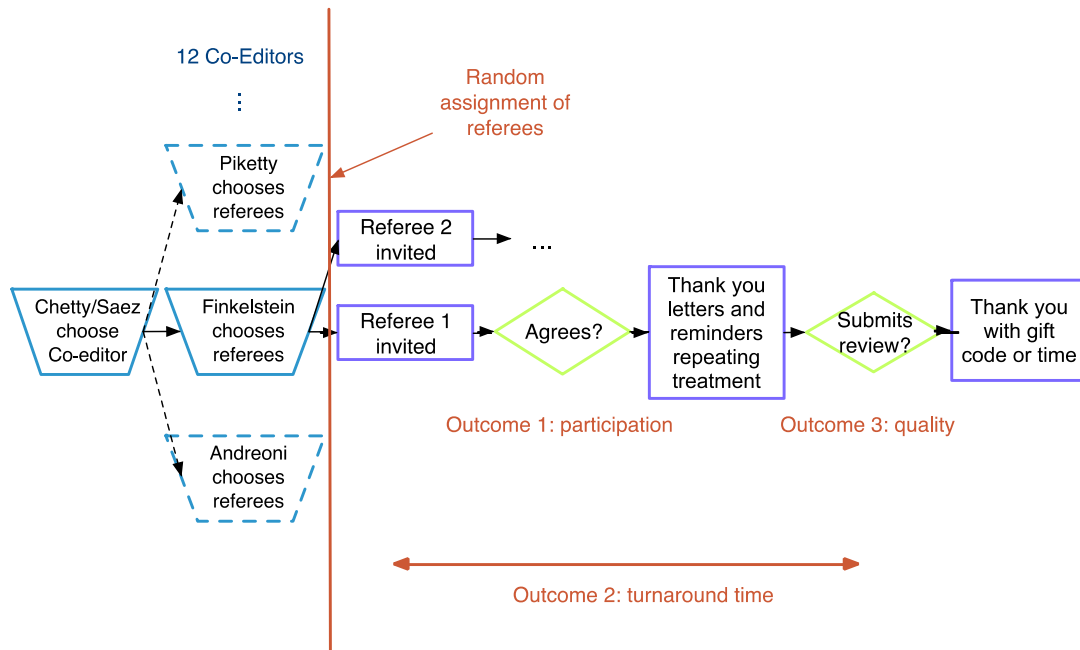 12 Co-Editors
⋮
Random
assignment of
referees
Piketty
chooses
referees
Referee 2
invited
...
Chetty/Saez
choose
Co-editor
Finkelstein
chooses
referees
Referee 1
invited
Agrees?
Thank you
letters and
reminders
repeating
treatment
Submits
review?
Thank you
with gift
code or time
Outcome 1: participation
Outcome 3: quality
Andreoni
chooses
referees
Outcome 2: turnaround time